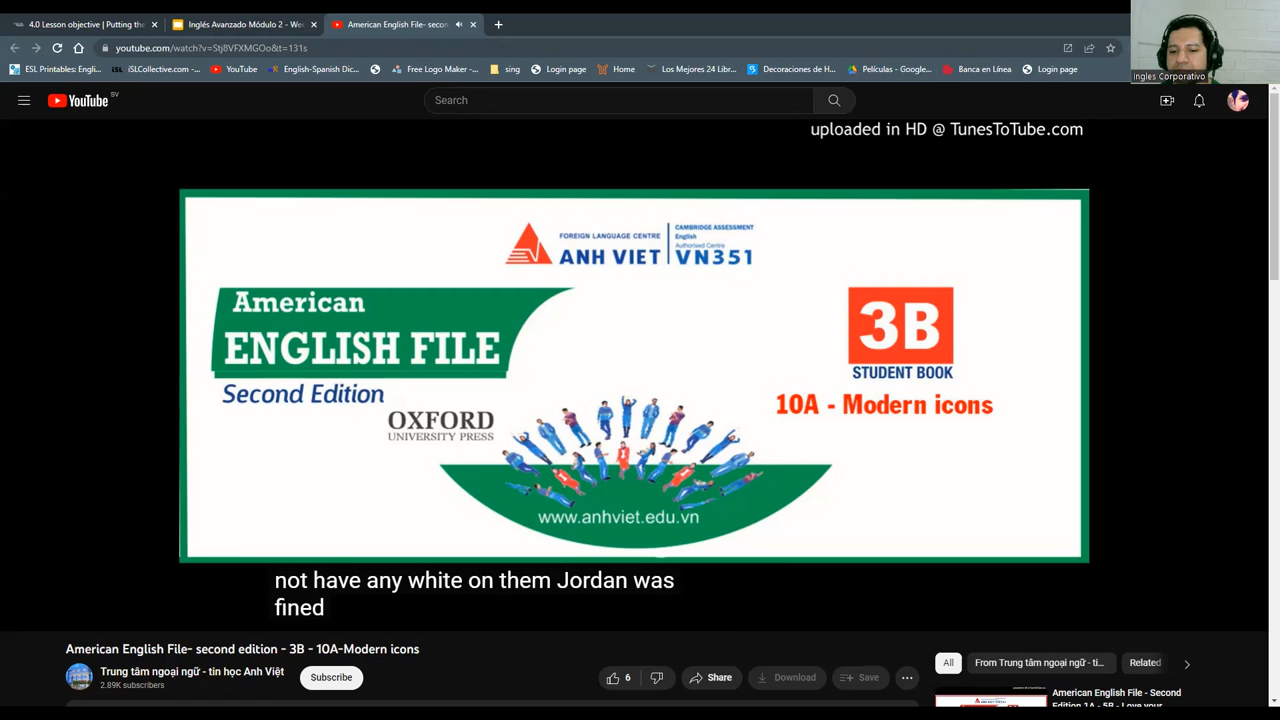 4.0 Lesson objective | Putting the
Inglés Avanzado Módulo 2 - We
American English File- secon
youtube.com/watch?v=Stj8VFXMGOo&t=131s
ESL Printables: Engli...
iSLCollective.com -...
YouTube
English-Spanish Dic...
Free Logo Maker -...
sing
Login page
Home
Los Mejores 24 Libr...
Decoraciones de H...
Películas - Google...
Banca en Línea
Login page
Ingles Corporativo
YouTube SV
Search
uploaded in HD @ TunesToTube.com
FOREIGN LANGUAGE CENTRE
ANH VIET
CAMBRIDGE ASSESSMENT
English
Authorised Centre
VN351
American
ENGLISH FILE
Second Edition
OXFORD
UNIVERSITY PRESS
3B
STUDENT BOOK
10A - Modern icons
www.anhviet.edu.vn
not have any white on them Jordan was
fined
American English File- second edition - 3B - 10A-Modern icons
Trung tâm ngoại ngữ - tin học Anh Việt
2.89K subscribers
Subscribe
6
Share
Download
Save
All
From Trung tâm ngoại ngữ - ti...
Related
American English File - Second
Edition 1A - 5B - Love your